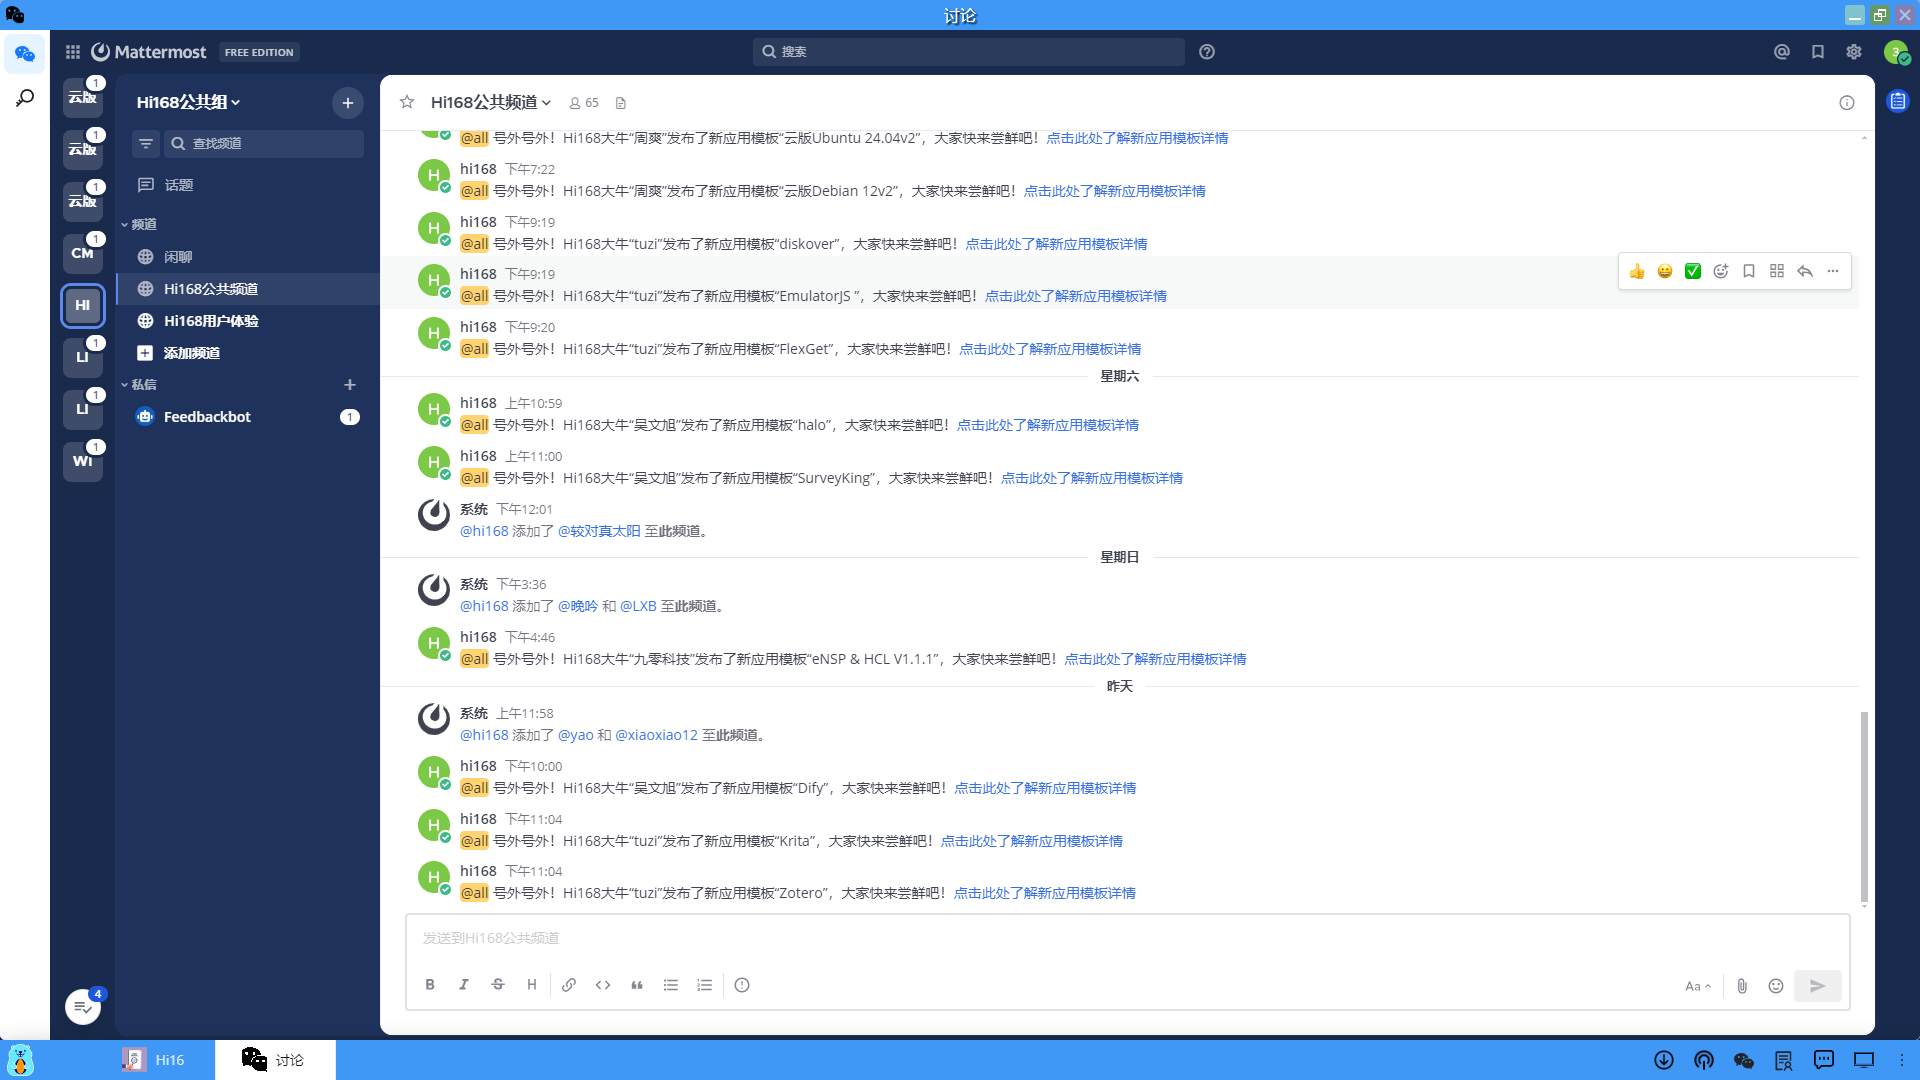 讨论
Mattermost FREE EDITION
搜索
3
云版 1
云版 1
云版 1
CM 1
HI
LI 1
LI 1
WI 1
4
Hi168公共组
查找频道
话题
频道
闲聊
Hi168公共频道
Hi168用户体验
添加频道
私信
Feedbackbot 1
Hi168公共频道 65
@all 号外号外！Hi168大牛“周爽”发布了新应用模板“云版Ubuntu 24.04v2”，大家快来尝鲜吧！点击此处了解新应用模板详情
H hi168 下午7:22
@all 号外号外！Hi168大牛“周爽”发布了新应用模板“云版Debian 12v2”，大家快来尝鲜吧！点击此处了解新应用模板详情
H hi168 下午9:19
@all 号外号外！Hi168大牛“tuzi”发布了新应用模板“diskover”，大家快来尝鲜吧！点击此处了解新应用模板详情
H hi168 下午9:19
@all 号外号外！Hi168大牛“tuzi”发布了新应用模板“EmulatorJS ”，大家快来尝鲜吧！点击此处了解新应用模板详情
H hi168 下午9:20
@all 号外号外！Hi168大牛“tuzi”发布了新应用模板“FlexGet”，大家快来尝鲜吧！点击此处了解新应用模板详情
星期六
H hi168 上午10:59
@all 号外号外！Hi168大牛“吴文旭”发布了新应用模板“halo”，大家快来尝鲜吧！点击此处了解新应用模板详情
H hi168 上午11:00
@all 号外号外！Hi168大牛“吴文旭”发布了新应用模板“SurveyKing”，大家快来尝鲜吧！点击此处了解新应用模板详情
系统 下午12:01
@hi168 添加了 @较对真太阳 至此频道。
星期日
系统 下午3:36
@hi168 添加了 @晚吟 和 @LXB 至此频道。
H hi168 下午4:46
@all 号外号外！Hi168大牛“九零科技”发布了新应用模板“eNSP & HCL V1.1.1”，大家快来尝鲜吧！点击此处了解新应用模板详情
昨天
系统 上午11:58
@hi168 添加了 @yao 和 @xiaoxiao12 至此频道。
H hi168 下午10:00
@all 号外号外！Hi168大牛“吴文旭”发布了新应用模板“Dify”，大家快来尝鲜吧！点击此处了解新应用模板详情
H hi168 下午11:04
@all 号外号外！Hi168大牛“tuzi”发布了新应用模板“Krita”，大家快来尝鲜吧！点击此处了解新应用模板详情
H hi168 下午11:04
@all 号外号外！Hi168大牛“tuzi”发布了新应用模板“Zotero”，大家快来尝鲜吧！点击此处了解新应用模板详情
发送到Hi168公共频道
B I S H Aa
Hi16 讨论